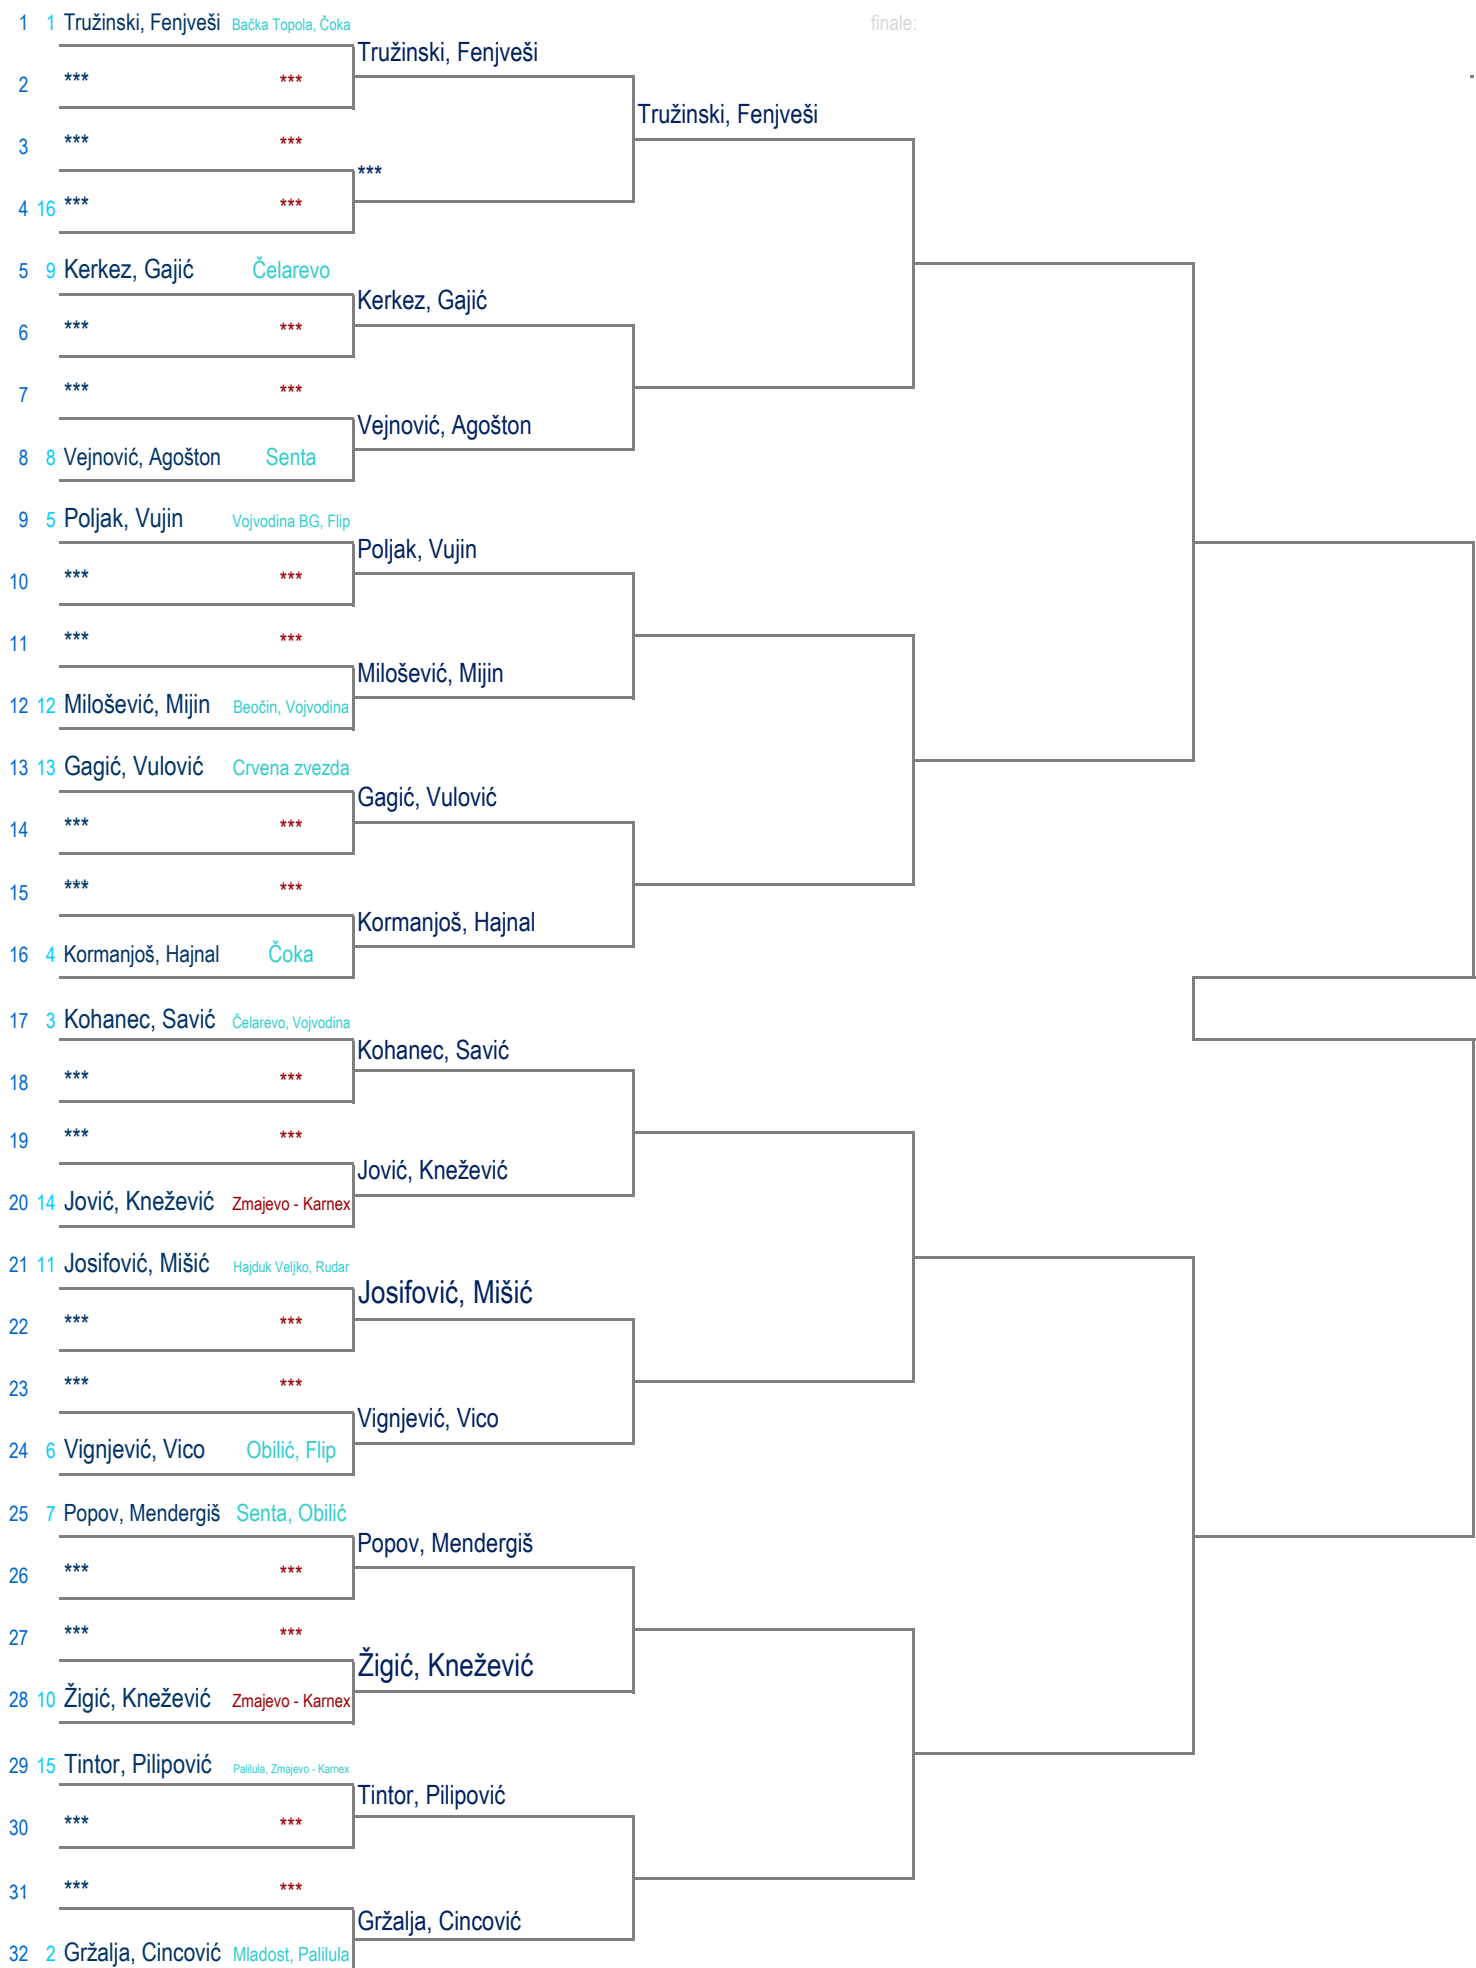 1 1 Tružinski, Fenjveši Bačka Topola, Čoka finale:
Tružinski, Fenjveši
2 *** ***
Tružinski, Fenjveši
3 *** ***
***
4 16 *** ***
5 9 Kerkez, Gajić Čelarevo
Kerkez, Gajić
6 *** ***
7 *** ***
Vejnović, Agošton
8 8 Vejnović, Agošton Senta
9 5 Poljak, Vujin Vojvodina BG, Flip
Poljak, Vujin
10 *** ***
11 *** ***
Milošević, Mijin
12 12 Milošević, Mijin Beočin, Vojvodina
13 13 Gagić, Vulović Crvena zvezda
Gagić, Vulović
14 *** ***
15 *** ***
Kormanjoš, Hajnal
16 4 Kormanjoš, Hajnal Čoka
17 3 Kohanec, Savić Čelarevo, Vojvodina
Kohanec, Savić
18 *** ***
19 *** ***
Jović, Knežević
20 14 Jović, Knežević Zmajevo - Karnex
21 11 Josifović, Mišić Hajduk Veljko, Rudar
Josifović, Mišić
22 *** ***
23 *** ***
Vignjević, Vico
24 6 Vignjević, Vico Obilić, Flip
25 7 Popov, Mendergiš Senta, Obilić
Popov, Mendergiš
26 *** ***
27 *** ***
Žigić, Knežević
28 10 Žigić, Knežević Zmajevo - Karnex
29 15 Tintor, Pilipović Palilula, Zmajevo - Karnex
Tintor, Pilipović
30 *** ***
31 *** ***
Gržalja, Cincović
32 2 Gržalja, Cincović Mladost, Palilula